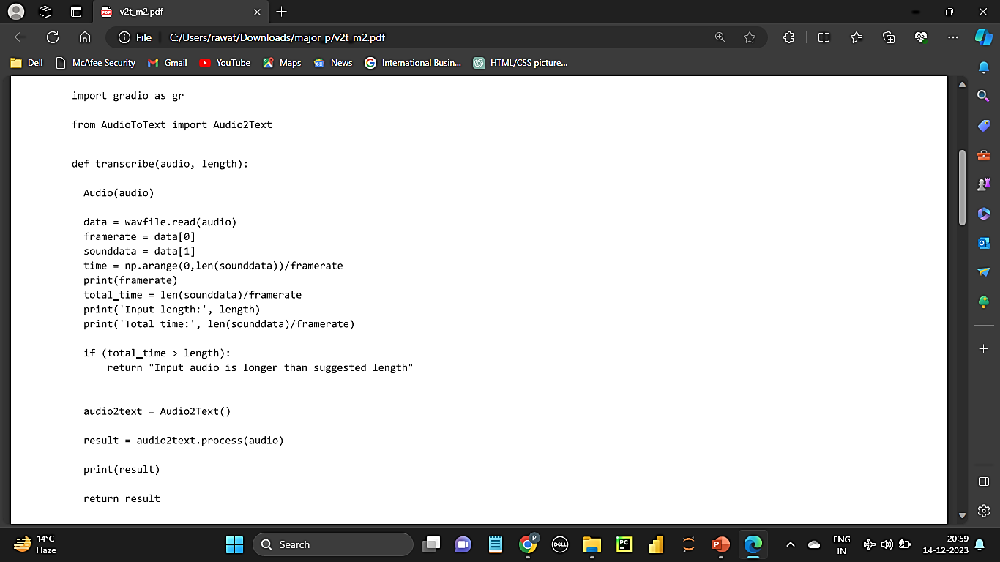 v2t_m2.pdf
File
C:/Users/rawat/Downloads/major_p/v2t_m2.pdf
Dell
McAfee Security
Gmail
YouTube
Maps
News
International Busin...
HTML/CSS picture...
import gradio as gr
from AudioToText import Audio2Text
def transcribe(audio, length):
Audio(audio)
data = wavfile.read(audio)
framerate = data[0]
sounddata = data[1]
time = np.arange(0,len(sounddata))/framerate
print(framerate)
total_time = len(sounddata)/framerate
print('Input length:', length)
print('Total time:', len(sounddata)/framerate)
if (total_time > length):
return "Input audio is longer than suggested length"
audio2text = Audio2Text()
result = audio2text.process(audio)
print(result)
return result
14°C
Haze
Search
ENG
IN
20:59
14-12-2023